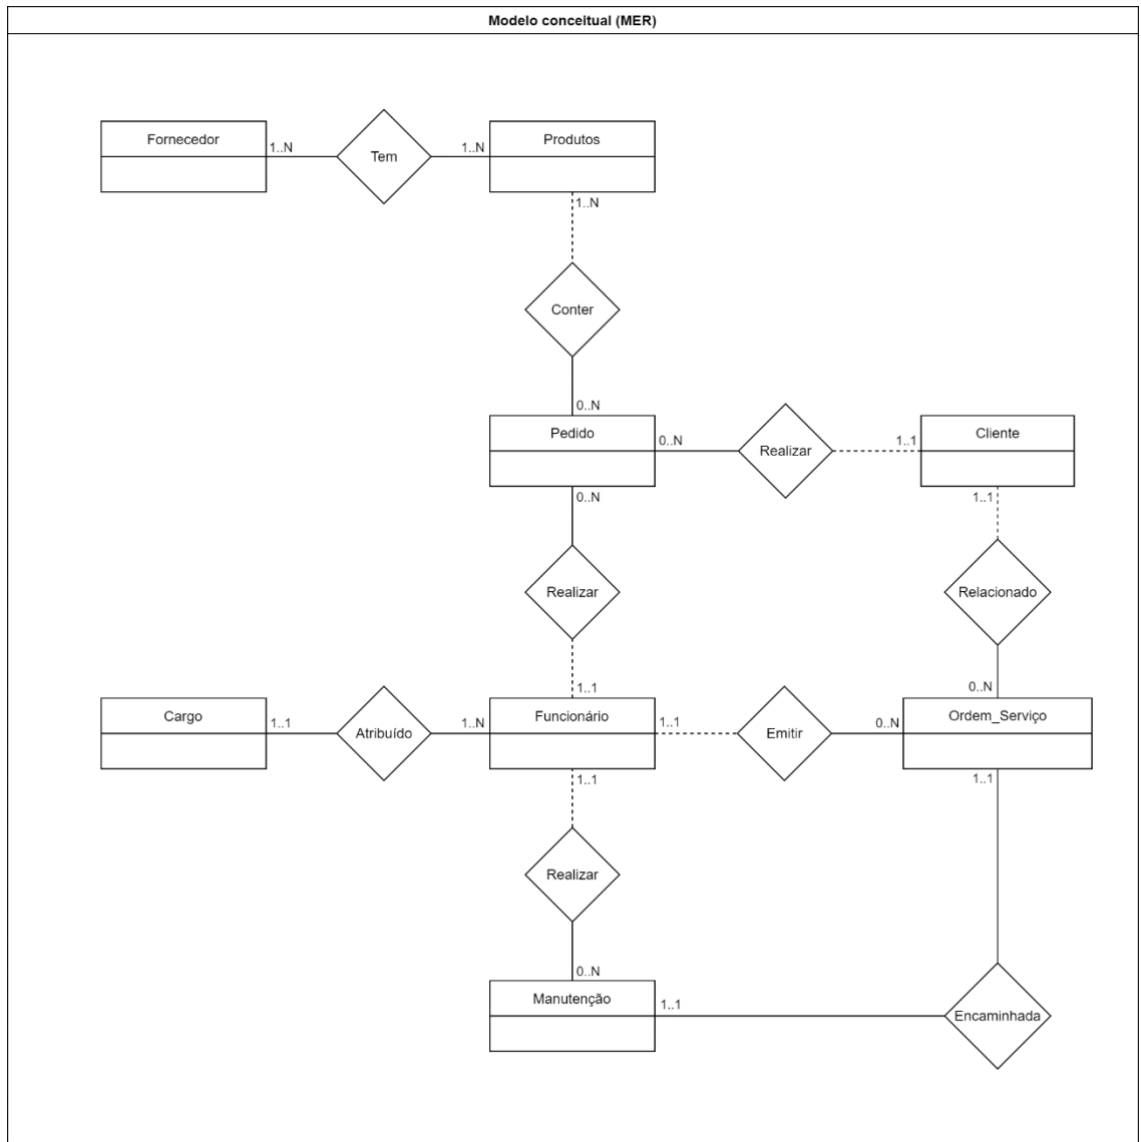 Modelo conceitual (MER)
Fornecedor
1..N
Tem
1..N
Produtos
1..N
Conter
0..N
Pedido
0..N
Realizar
1..1
Cliente
0..N
1..1
Realizar
Relacionado
1..1
0..N
Cargo
1..1
Atribuído
1..N
Funcionário
1..1
Emitir
0..N
Ordem_Serviço
1..1
1..1
Realizar
0..N
Manutenção
1..1
Encaminhada